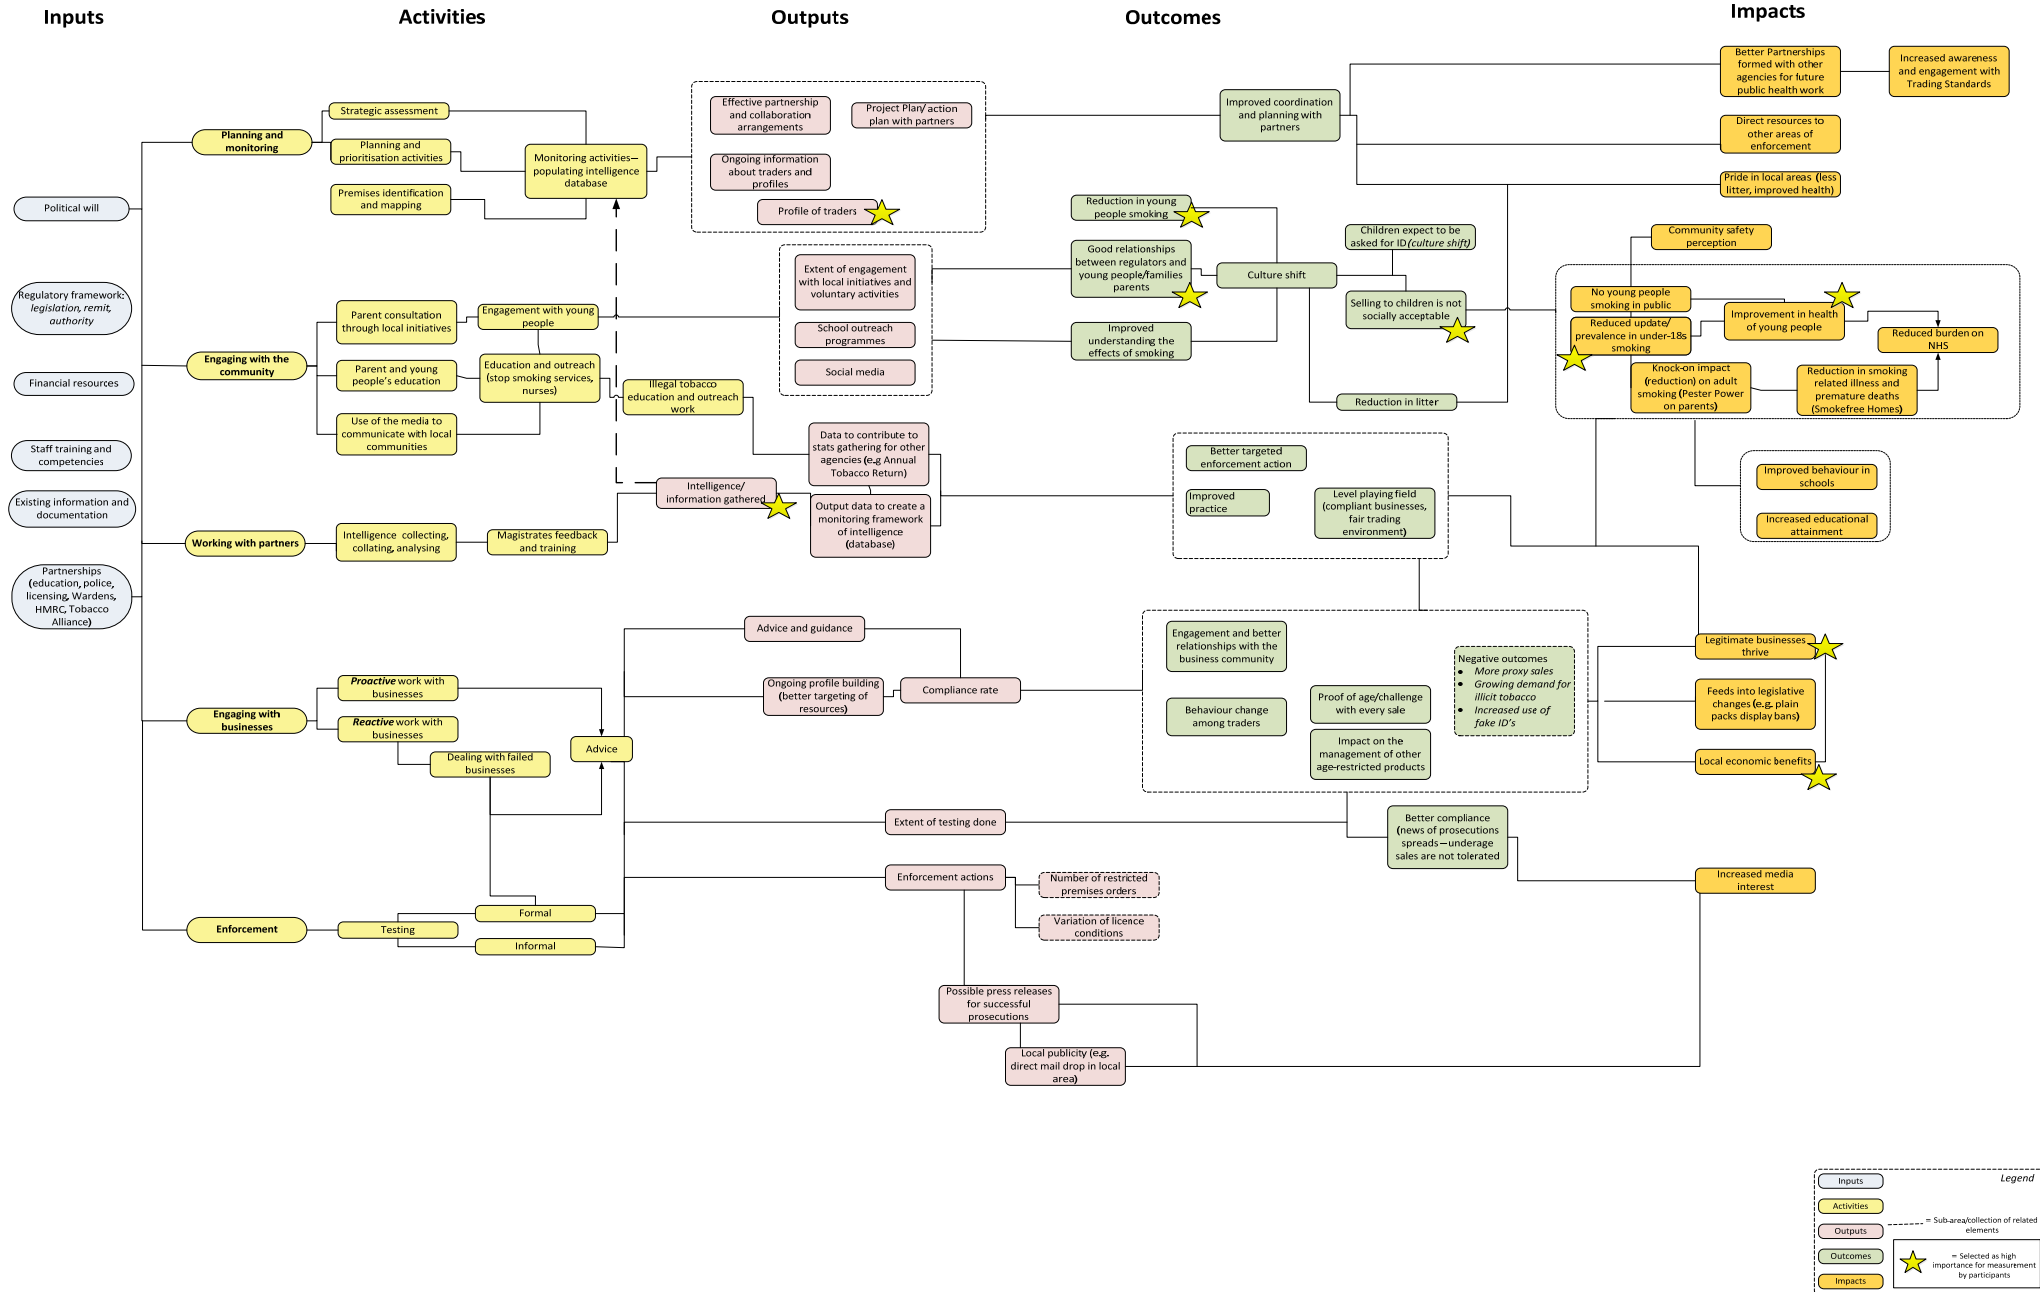 Inputs
Activities
Outputs
Outcomes
Impacts
Political will
Regulatory framework:
legislation, remit,
authority
Financial resources
Staff training and
competencies
Existing information and
documentation
Partnerships
(education, police,
licensing, Wardens,
HMRC, Tobacco
Alliance)
Planning and
monitoring
Strategic assessment
Planning and
prioritisation activities
Premises identification
and mapping
Monitoring activities—
populating intelligence
database
Engaging with the
community
Parent consultation
through local initiatives
Engagement with young
people
Parent and young
people's education
Education and outreach
(stop smoking services,
nurses)
Use of the media to
communicate with local
communities
Illegal tobacco
education and outreach
work
Working with partners
Intelligence collecting,
collating, analysing
Magistrates feedback
and training
Engaging with
businesses
Proactive work with
businesses
Reactive work with
businesses
Dealing with failed
businesses
Advice
Enforcement
Testing
Formal
Informal
Effective partnership
and collaboration
arrangements
Project Plan/ action
plan with partners
Ongoing information
about traders and
profiles
Profile of traders
Extent of engagement
with local initiatives and
voluntary activities
School outreach
programmes
Social media
Data to contribute to
stats gathering for other
agencies (e.g Annual
Tobacco Return)
Intelligence/
information gathered
Output data to create a
monitoring framework
of intelligence
(database)
Advice and guidance
Ongoing profile building
(better targeting of
resources)
Compliance rate
Extent of testing done
Enforcement actions
Number of restricted
premises orders
Variation of licence
conditions
Possible press releases
for successful
prosecutions
Local publicity (e.g.
direct mail drop in local
area)
Improved coordination
and planning with
partners
Reduction in young
people smoking
Good relationships
between regulators and
young people/families
parents
Improved
understanding the
effects of smoking
Culture shift
Children expect to be
asked for ID (culture shift)
Selling to children is not
socially acceptable
Reduction in litter
Better targeted
enforcement action
Improved
practice
Level playing field
(compliant businesses,
fair trading
environment)
Engagement and better
relationships with the
business community
Behaviour change
among traders
Proof of age/challenge
with every sale
Impact on the
management of other
age-restricted products
Negative outcomes
• More proxy sales
• Growing demand for
illicit tobacco
• Increased use of
fake ID's
Better compliance
(news of prosecutions
spreads—underage
sales are not tolerated
Better Partnerships
formed with other
agencies for future
public health work
Increased awareness
and engagement with
Trading Standards
Direct resources to
other areas of
enforcement
Pride in local areas (less
litter, improved health)
Community safety
perception
No young people
smoking in public
Reduced update/
prevalence in under-18s
smoking
Improvement in health
of young people
Reduced burden on
NHS
Knock-on impact
(reduction) on adult
smoking (Pester Power
on parents)
Reduction in smoking
related illness and
premature deaths
(Smokefree Homes)
Improved behaviour in
schools
Increased educational
attainment
Legitimate businesses
thrive
Feeds into legislative
changes (e.g. plain
packs display bans)
Local economic benefits
Increased media
interest
Legend
Inputs
Activities
Outputs
Outcomes
Impacts
= Sub-area/collection of related
elements
= Selected as high
importance for measurement
by participants